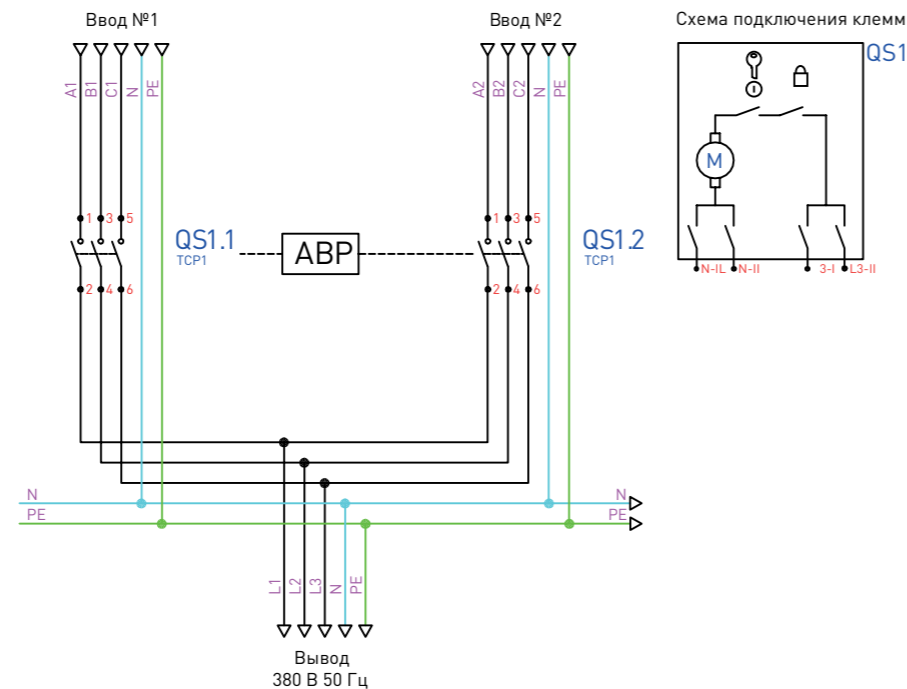 Ввод №1
Ввод №2
Схема подключения клемм
QS1
A1
B1
C1
N
PE
A2
B2
C2
N
PE
M
1
3
5
QS1.1
TCP1
АВР
1
3
5
QS1.2
TCP1
2
4
6
2
4
6
N-IL
N-II
3-I
L3-II
N
N
PE
PE
L1
L2
L3
N
PE
Вывод
380 В 50 Гц